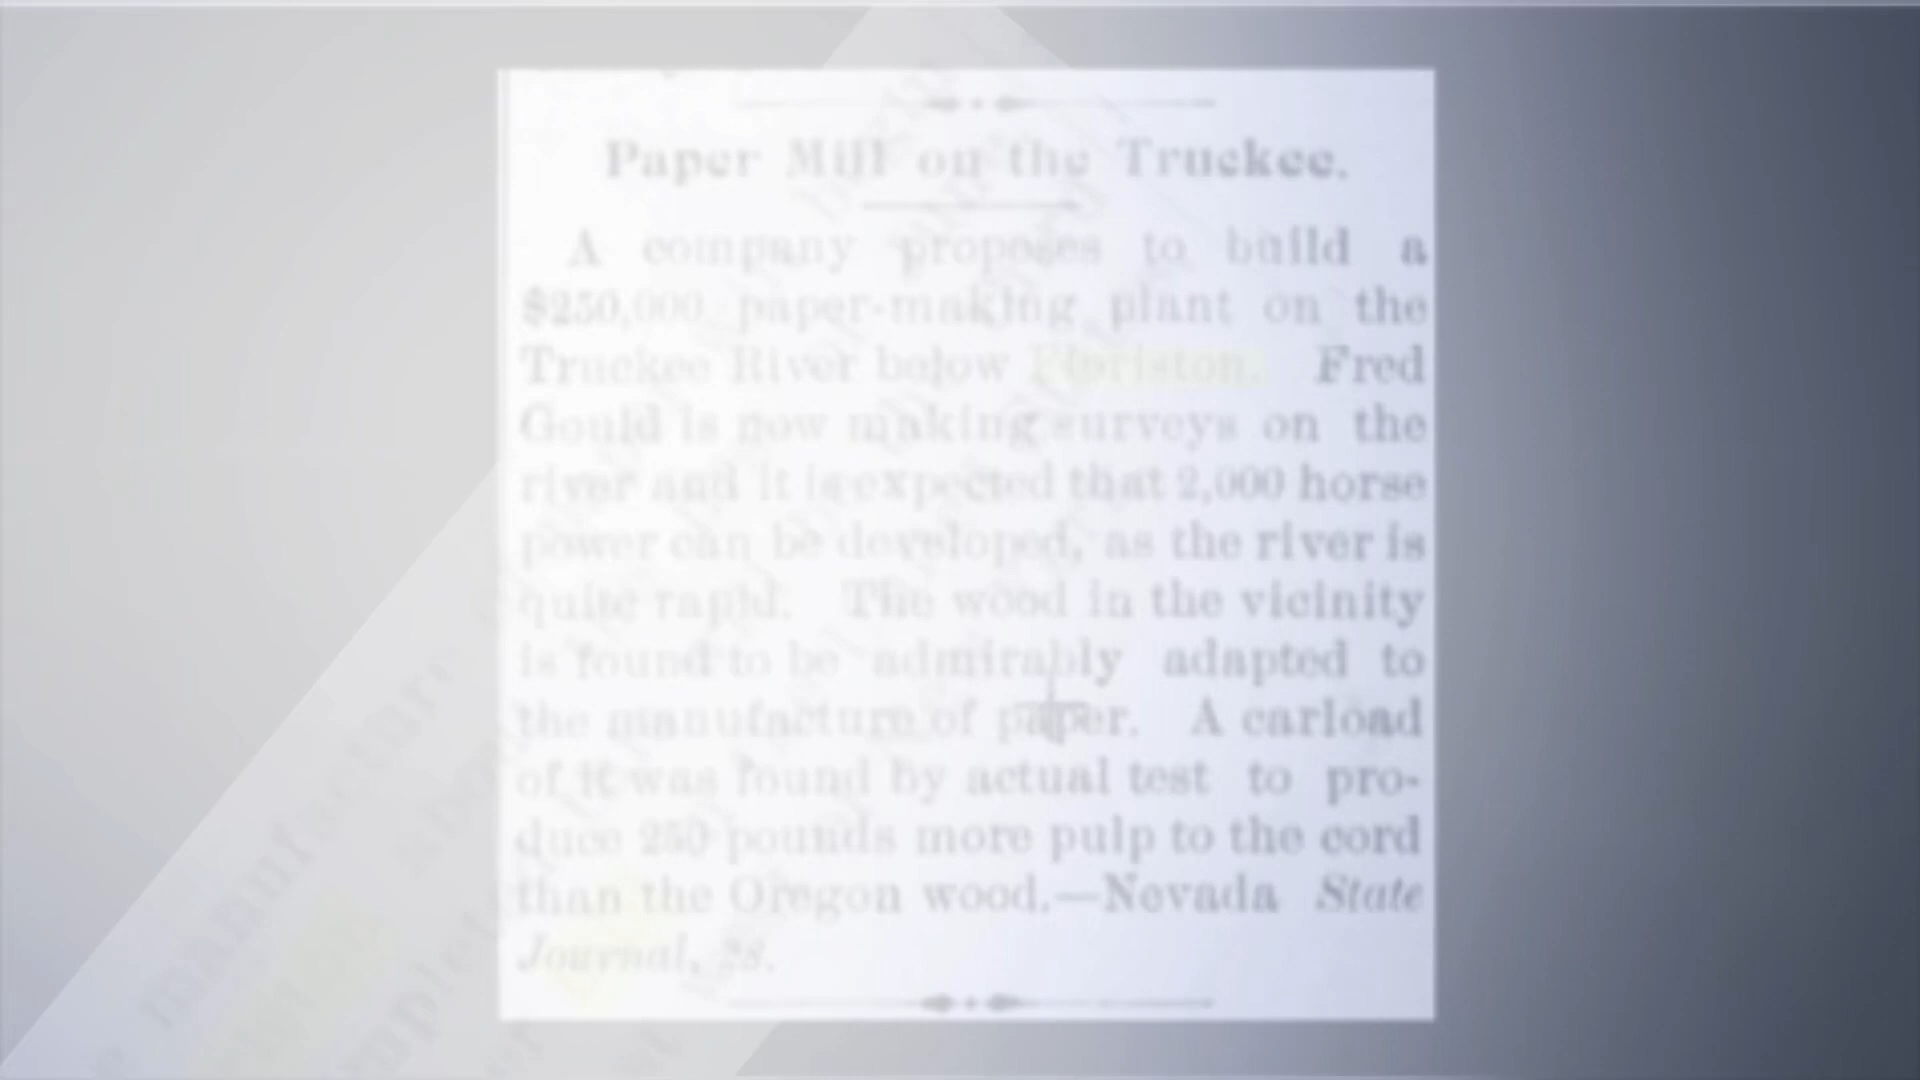 Paper Mill on the Truckee.
A company proposes to build a
$250,000 paper-making plant on the
Truckee River below Floriston. Fred
Gould is now making surveys on the
river and it is expected that 2,000 horse
power can be developed, as the river is
quite rapid. The wood in the vicinity
is found to be admirably adapted to
the manufacture of paper. A carload
of it was found by actual test to pro-
duce 250 pounds more pulp to the cord
than the Oregon wood.—Nevada State
Journal, 28.
manufacture